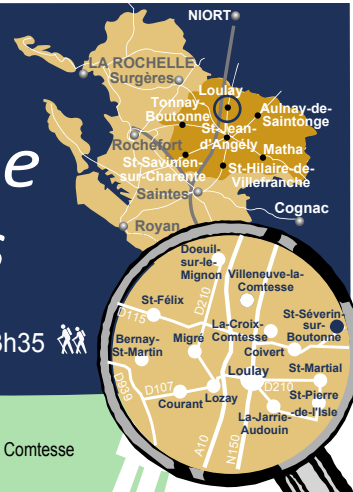 NIORT
LA ROCHELLE
Surgères
Loulay
Tonnay-
Boutonne
Aulnay-de-
Saintonge
Rochefort
St-Jean-
d'Angély
Matha
St-Savinien-
sur-Charente
St-Hilaire-de-
Villefranche
Saintes
Cognac
Royan
e
s
3h35
Doeuil-
sur-le-
Mignon
Villeneuve-la-
Comtesse
D210
St-Félix
D115
La-Croix-
Comtesse
St-Séverin-
sur-
Boutonne
Bernay-
St-Martin
Migré
Coivert
Loulay
St-Martial
D939
D107
D210
Courant
Lozay
St-Pierre
-de-l'Isle
La-Jarrie-
Audouin
A10
N150
Comtesse